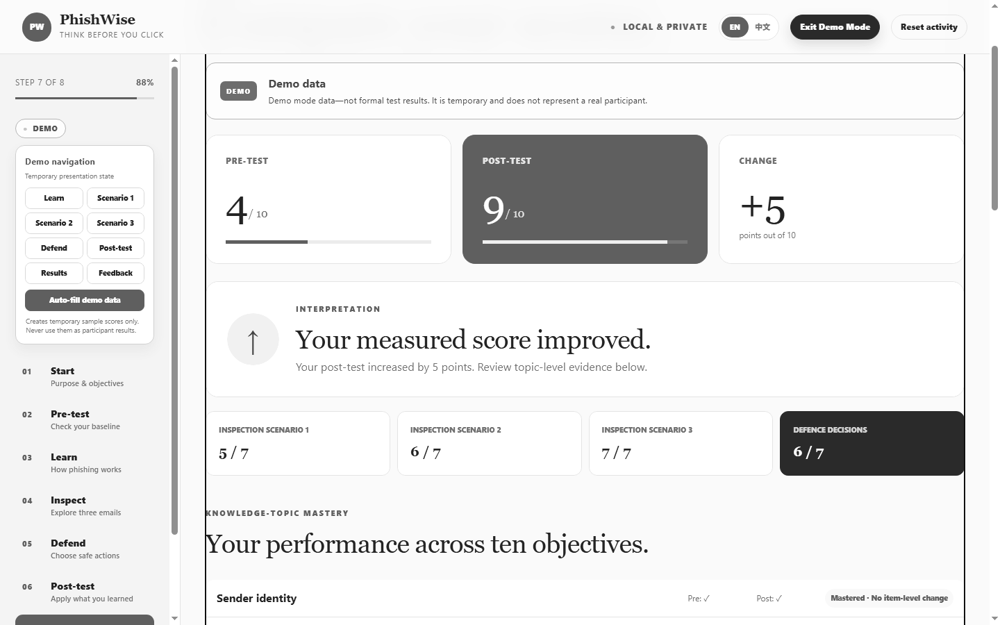 PW
PhishWise
THINK BEFORE YOU CLICK
LOCAL & PRIVATE
EN
中文
Exit Demo Mode
Reset activity
STEP 7 OF 8
88%
DEMO
Demo navigation
Temporary presentation state
Learn
Scenario 1
Scenario 2
Scenario 3
Defend
Post-test
Results
Feedback
Auto-fill demo data
Creates temporary sample scores only.
Never use them as participant results.
01
Start
Purpose & objectives
02
Pre-test
Check your baseline
03
Learn
How phishing works
04
Inspect
Explore three emails
05
Defend
Choose safe actions
06
Post-test
Apply what you learned
DEMO
Demo data
Demo mode data—not formal test results. It is temporary and does not represent a real participant.
PRE-TEST
4 / 10
POST-TEST
9 / 10
CHANGE
+5
points out of 10
↑
INTERPRETATION
Your measured score improved.
Your post-test increased by 5 points. Review topic-level evidence below.
INSPECTION SCENARIO 1
5 / 7
INSPECTION SCENARIO 2
6 / 7
INSPECTION SCENARIO 3
7 / 7
DEFENCE DECISIONS
6 / 7
KNOWLEDGE-TOPIC MASTERY
Your performance across ten objectives.
Sender identity
Pre: ✓
Post: ✓
Mastered · No item-level change